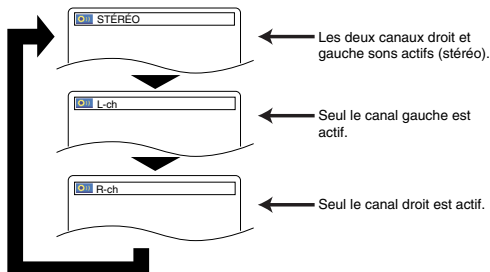 STÉRÉO
Les deux canaux droit et
gauche sons actifs (stéréo).
L-ch
Seul le canal gauche est
actif.
R-ch
Seul le canal droit est actif.